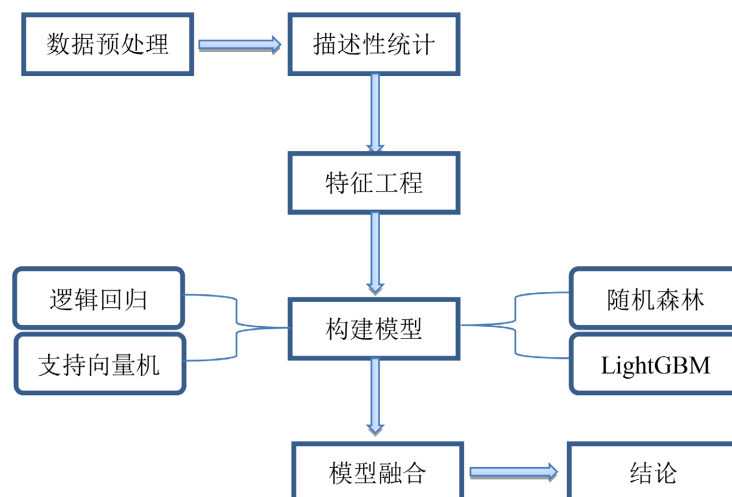 数据预处理
描述性统计
特征工程
逻辑回归
支持向量机
构建模型
随机森林
LightGBM
模型融合
结论